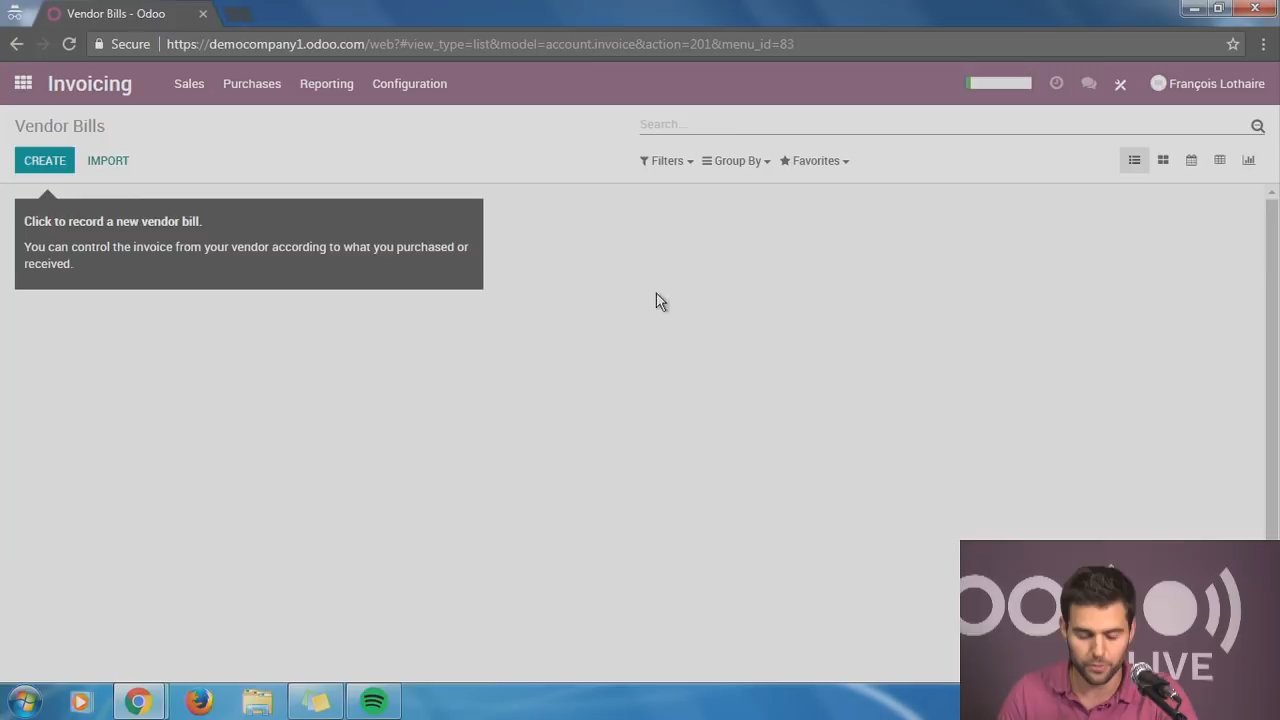 Vendor Bills - Odoo
Secure
https://democompany1.odoo.com/web?#view_type=list&model=account.invoice&action=201&menu_id=83
Invoicing
Sales
Purchases
Reporting
Configuration
François Lothaire
Vendor Bills
Search...
CREATE
IMPORT
Filters
Group By
Favorites
Click to record a new vendor bill.
You can control the invoice from your vendor according to what you purchased or
received.
LIVE